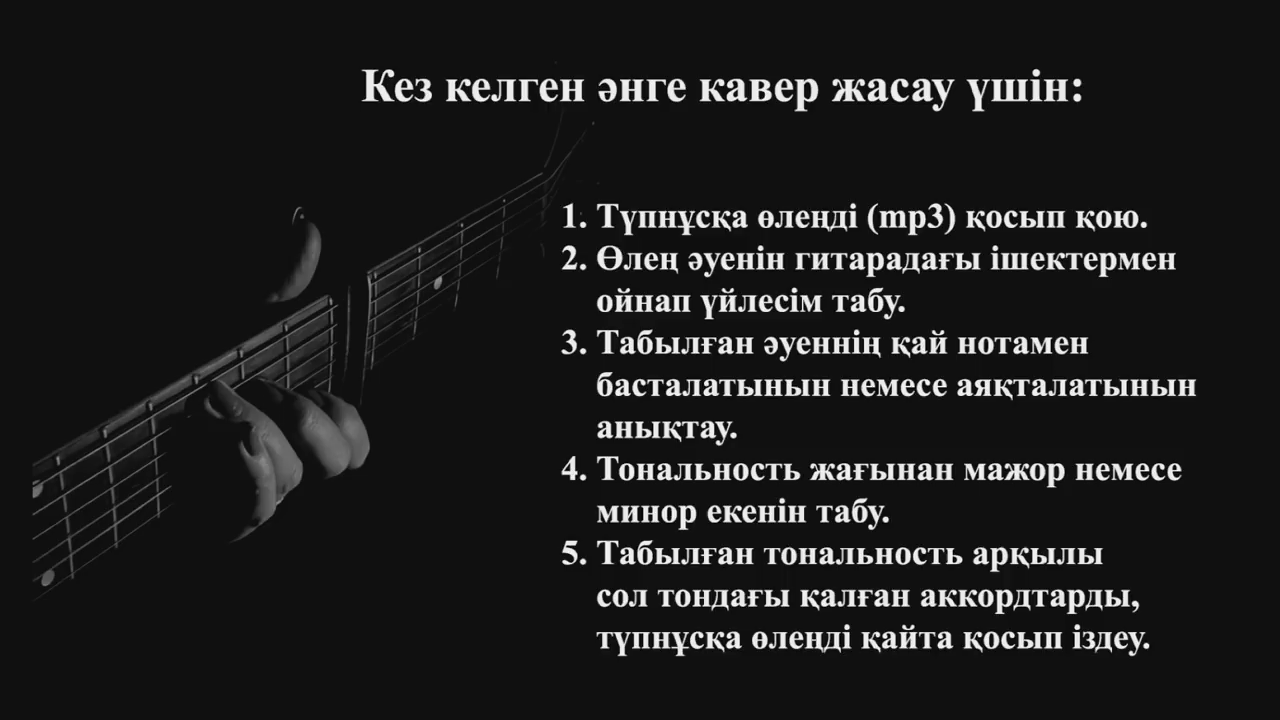 Кез келген әнге кавер жасау үшін:
1. Түпнұсқа өлеңді (mp3) қосып қою.
2. Өлең әуенін гитарадағы ішектермен
ойнап үйлесім табу.
3. Табылған әуеннің қай нотамен
басталатынын немесе аяқталатынын
анықтау.
4. Тональность жағынан мажор немесе
минор екенін табу.
5. Табылған тональность арқылы
сол тондағы қалған аккордтарды,
түпнұсқа өлеңді қайта қосып іздеу.